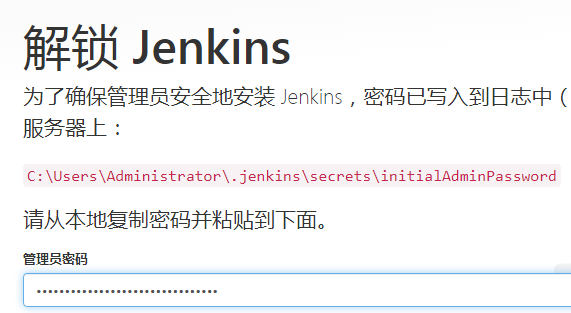 解锁 Jenkins
为了确保管理员安全地安装 Jenkins，密码已写入到日志中（
服务器上：
C:\Users\Administrator\.jenkins\secrets\initialAdminPassword
请从本地复制密码并粘贴到下面。
管理员密码
••••••••••••••••••••••••••••••••